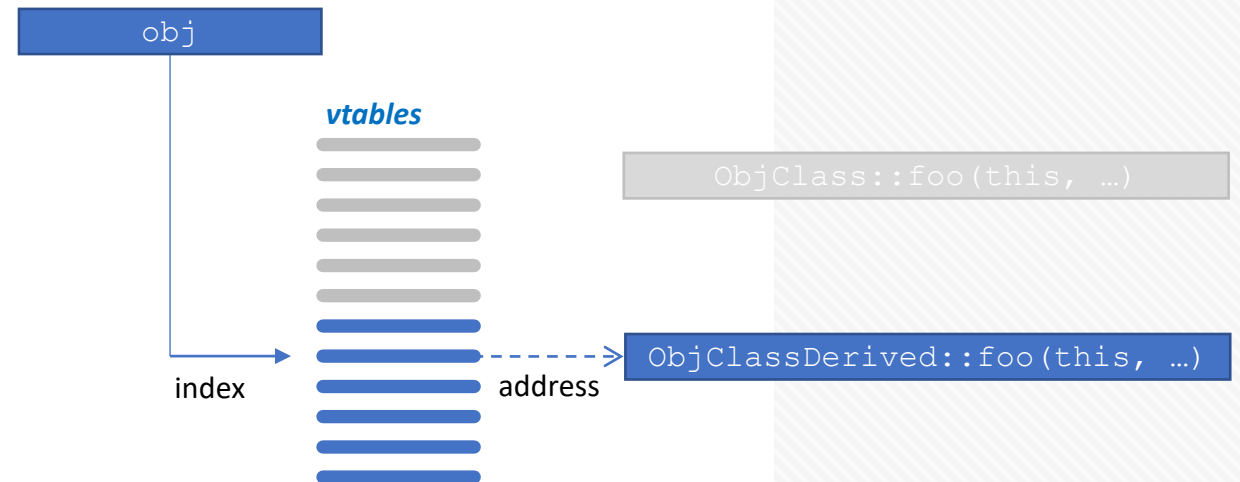 obj
vtables
ObjClass::foo(this, …)
ObjClassDerived::foo(this, …)
index
address